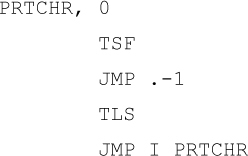 PRTCHR, 0
TSF
JMP .-1
TLS
JMP I PRTCHR